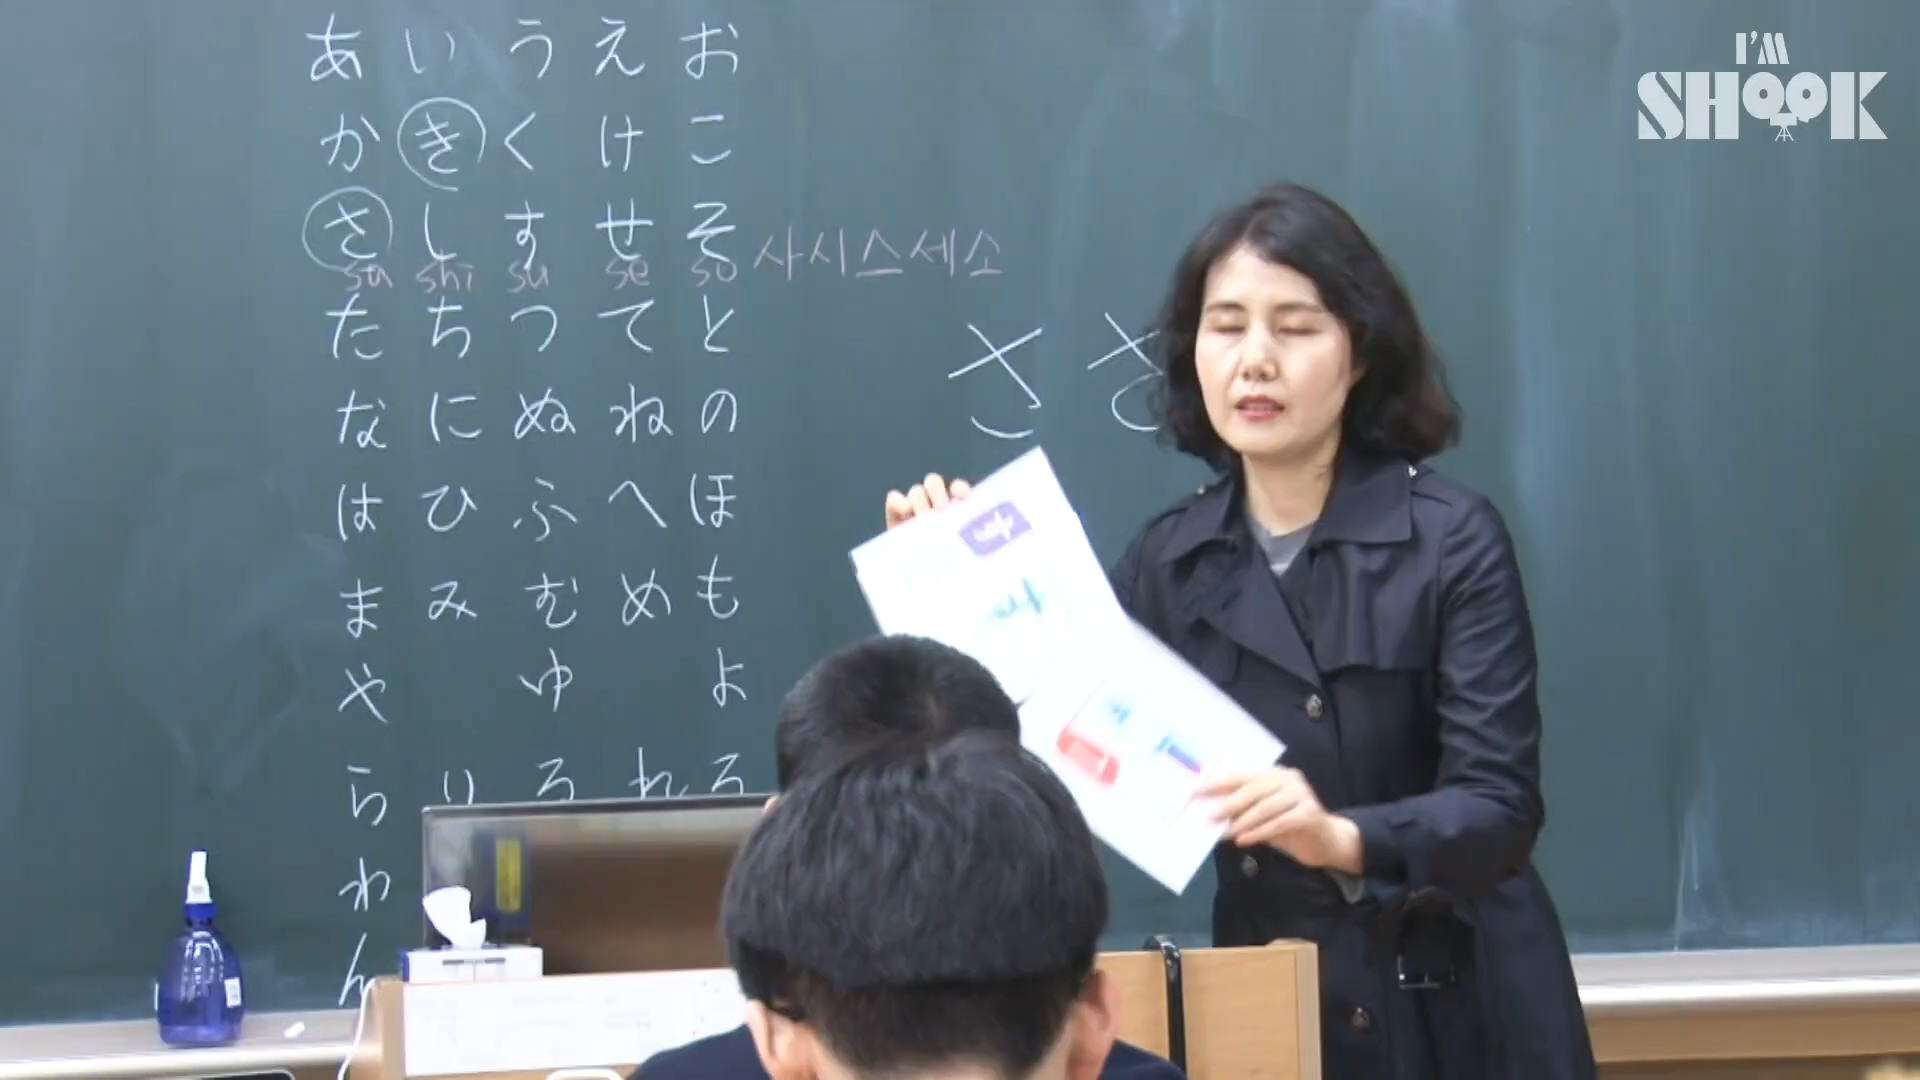 I'M
SHOOK
あ い う え お
か き く け こ
さ し す せ そ
sa shi su se so 사시스세소
た ち つ て と
さ さ
な に ぬ ね の
は ひ ふ へ ほ
ま み む め も
や ゆ よ
ら り る れ ろ
わ
ん